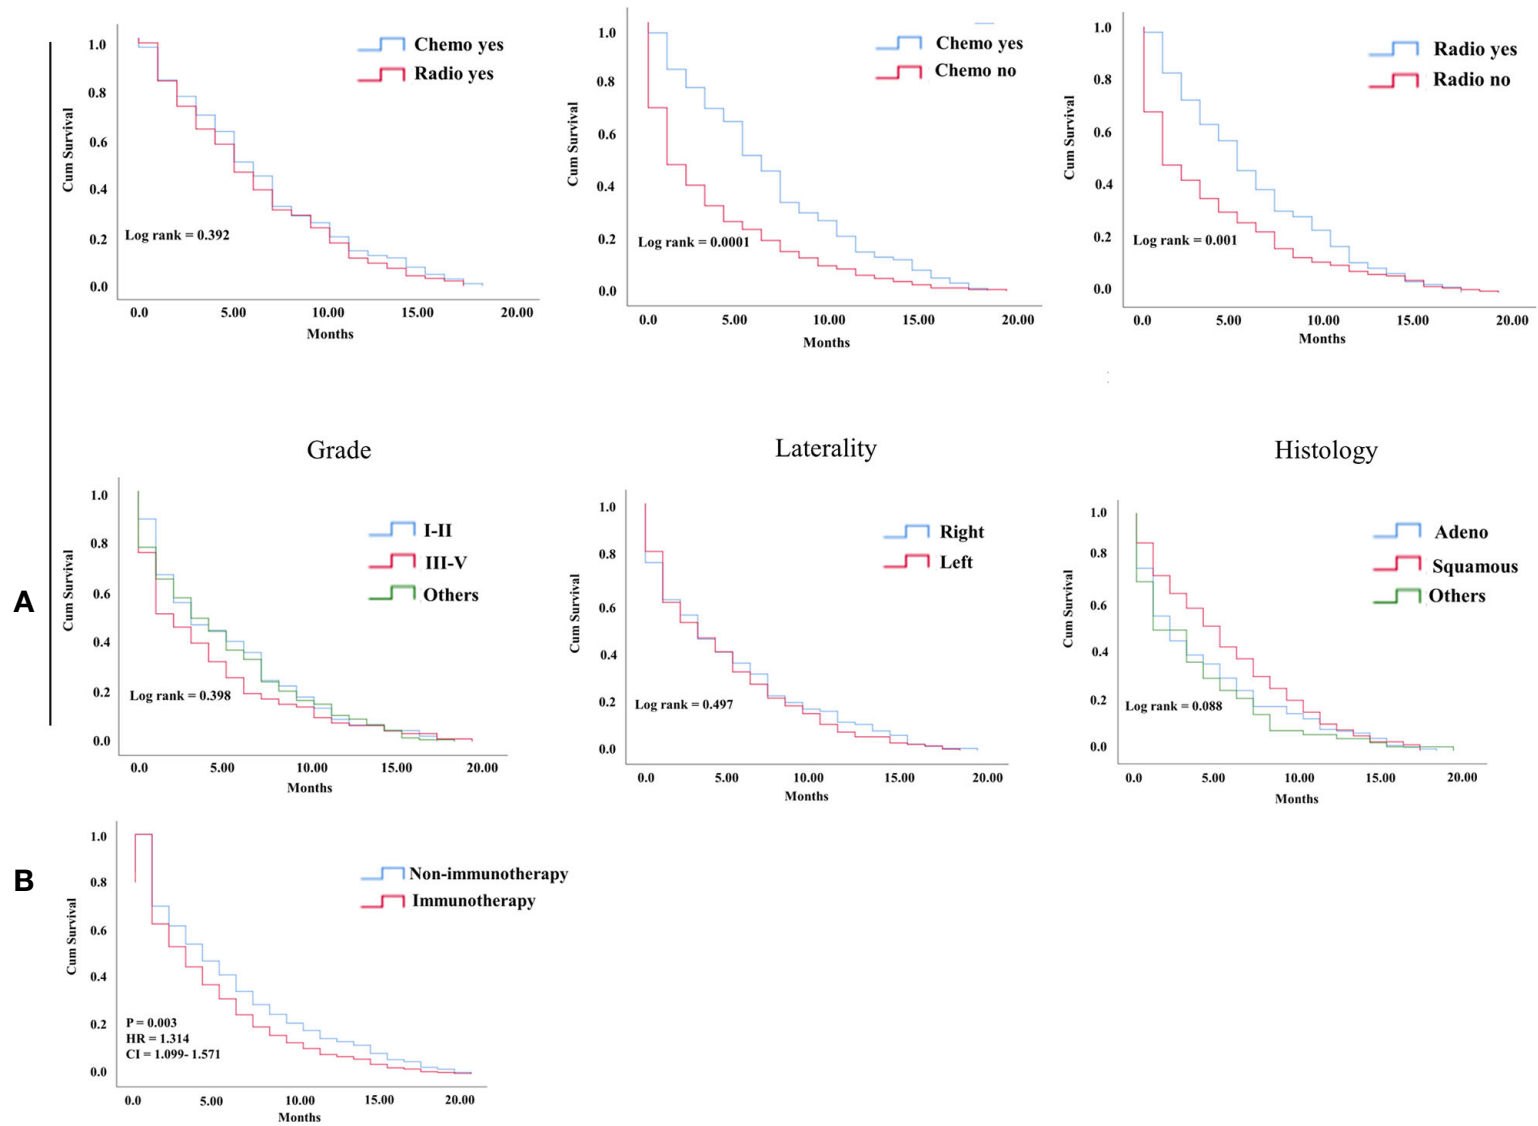 A
Cum Survival
1.0
0.8
0.6
0.4
0.2
0.0
Chemo yes
Radio yes
Log rank = 0.392
0.0 5.00 10.00 15.00 20.00
Months
Cum Survival
1.0
0.8
0.6
0.4
0.2
0.0
Chemo yes
Chemo no
Log rank = 0.0001
0.0 5.00 10.00 15.00 20.00
Months
Cum Survival
1.0
0.8
0.6
0.4
0.2
0.0
Radio yes
Radio no
Log rank = 0.001
0.0 5.00 10.00 15.00 20.00
Months
Grade
Cum Survival
1.0
0.8
0.6
0.4
0.2
0.0
I-II
III-V
Others
Log rank = 0.398
0.0 5.00 10.00 15.00 20.00
Months
Laterality
Cum Survival
1.0
0.8
0.6
0.4
0.2
0.0
Right
Left
Log rank = 0.497
0.0 5.00 10.00 15.00 20.00
Months
Histology
Cum Survival
1.0
0.8
0.6
0.4
0.2
0.0
Adeno
Squamous
Others
Log rank = 0.088
0.0 5.00 10.00 15.00 20.00
Months
B
Cum Survival
1.0
0.8
0.6
0.4
0.2
0.0
Non-immunotherapy
Immunotherapy
P = 0.003
HR = 1.314
CI = 1.099- 1.571
0.0 5.00 10.00 15.00 20.00
Months